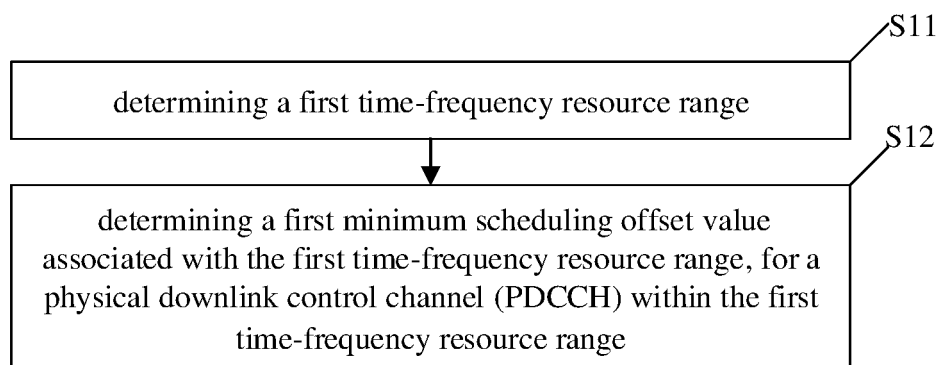 S11
determining a first time-frequency resource range
S12
determining a first minimum scheduling offset value
associated with the first time-frequency resource range, for a
physical downlink control channel (PDCCH) within the first
time-frequency resource range